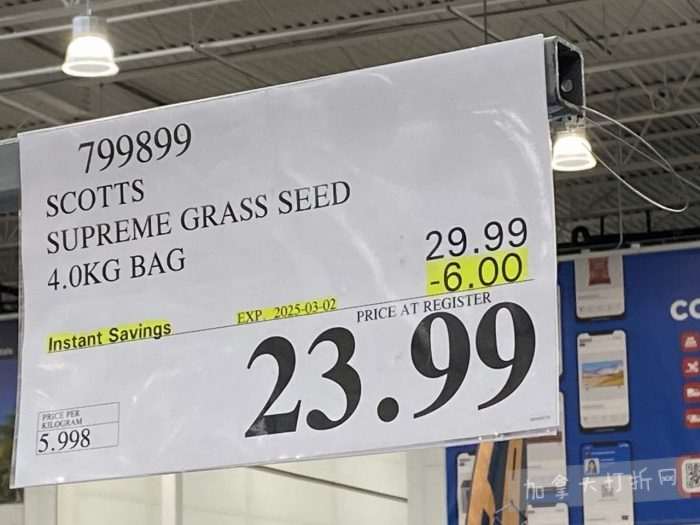 799899
SCOTTS
SUPREME GRASS SEED
4.0KG BAG
29.99
-6.00
Instant Savings
EXP. 2025-03-02
PRICE AT REGISTER
23.99
PRICE PER
KILOGRAM
5.998
CO
加拿大打折网